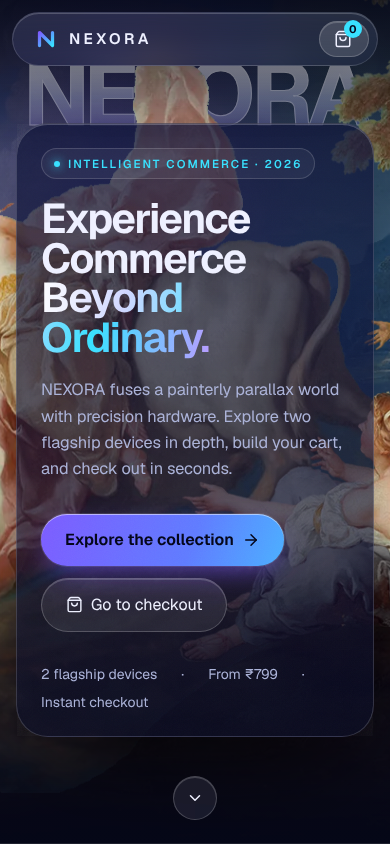 NEXORA
0
NEXORA
INTELLIGENT COMMERCE · 2026
Experience
Commerce
Beyond
Ordinary.
NEXORA fuses a painterly parallax world
with precision hardware. Explore two
flagship devices in depth, build your cart,
and check out in seconds.
Explore the collection →
Go to checkout
2 flagship devices · From ₹799 ·
Instant checkout